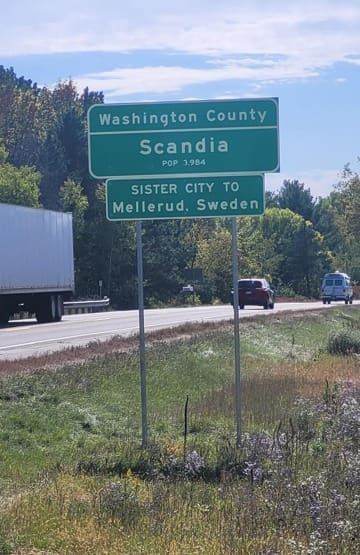 Washington County
Scandia
POP 3,984
SISTER CITY TO
Mellerud, Sweden